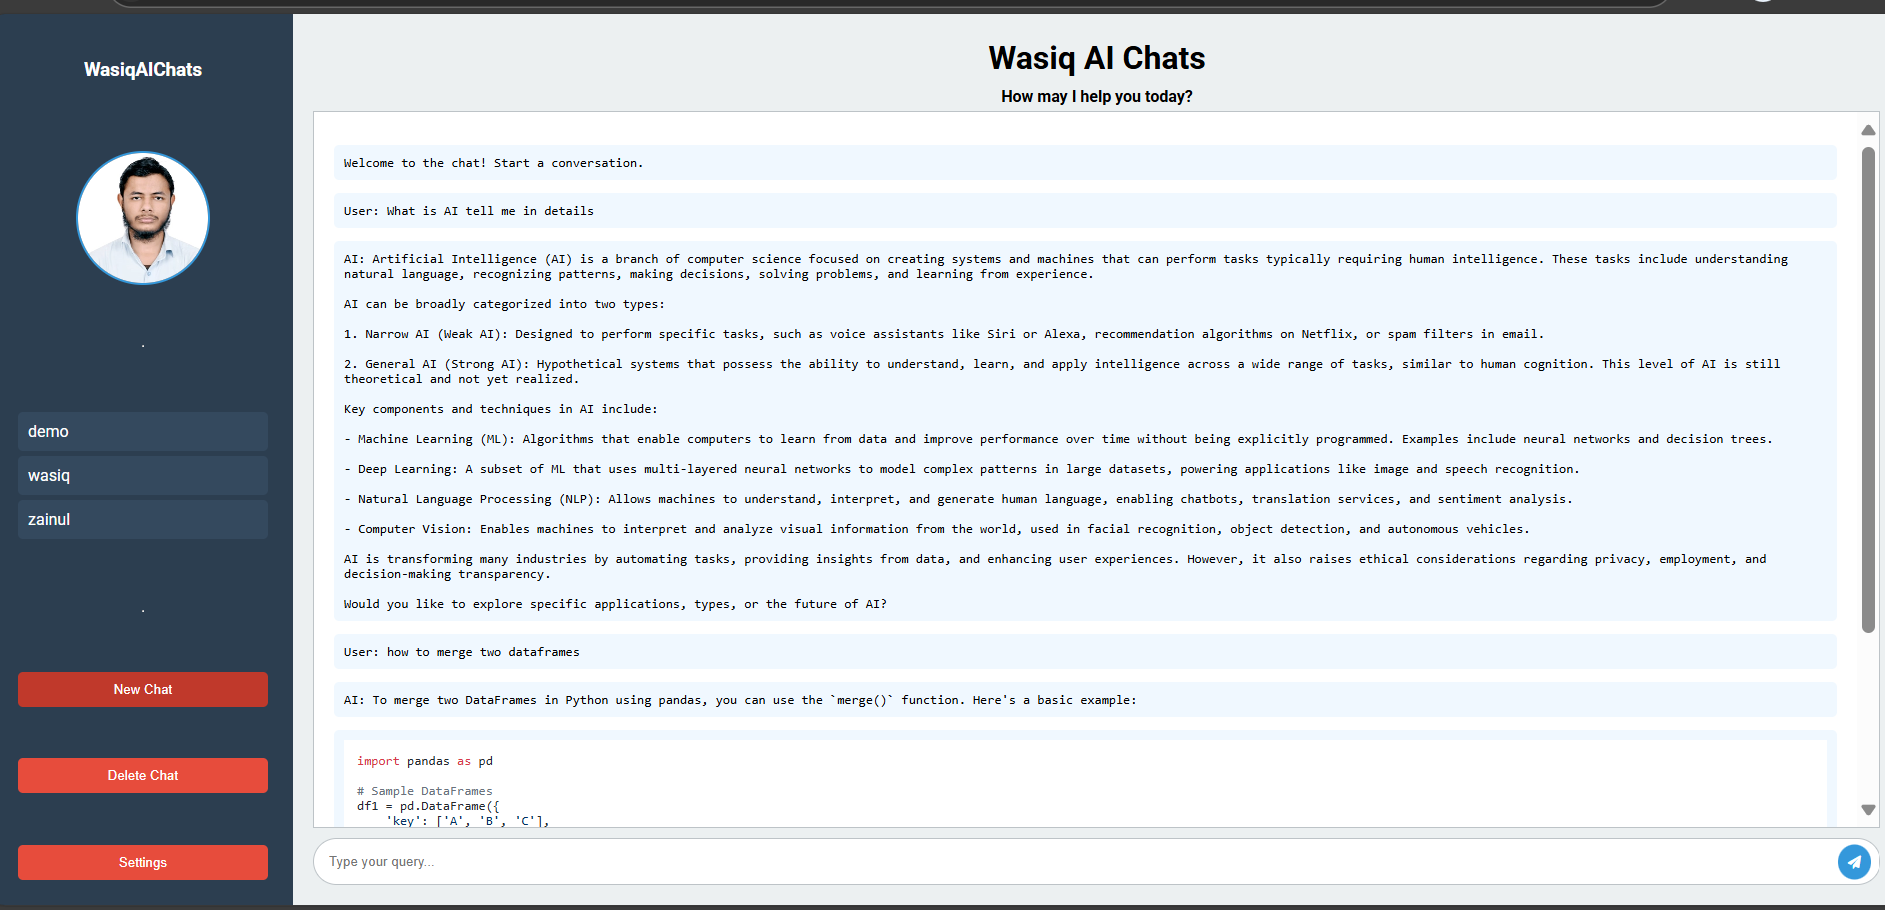 WasiqAIChats
.
demo
wasiq
zainul
.
New Chat
Delete Chat
Settings
Wasiq AI Chats
How may I help you today?
Welcome to the chat! Start a conversation.
User: What is AI tell me in details
AI: Artificial Intelligence (AI) is a branch of computer science focused on creating systems and machines that can perform tasks typically requiring human intelligence. These tasks include understanding
natural language, recognizing patterns, making decisions, solving problems, and learning from experience.
AI can be broadly categorized into two types:
1. Narrow AI (Weak AI): Designed to perform specific tasks, such as voice assistants like Siri or Alexa, recommendation algorithms on Netflix, or spam filters in email.
2. General AI (Strong AI): Hypothetical systems that possess the ability to understand, learn, and apply intelligence across a wide range of tasks, similar to human cognition. This level of AI is still
theoretical and not yet realized.
Key components and techniques in AI include:
- Machine Learning (ML): Algorithms that enable computers to learn from data and improve performance over time without being explicitly programmed. Examples include neural networks and decision trees.
- Deep Learning: A subset of ML that uses multi-layered neural networks to model complex patterns in large datasets, powering applications like image and speech recognition.
- Natural Language Processing (NLP): Allows machines to understand, interpret, and generate human language, enabling chatbots, translation services, and sentiment analysis.
- Computer Vision: Enables machines to interpret and analyze visual information from the world, used in facial recognition, object detection, and autonomous vehicles.
AI is transforming many industries by automating tasks, providing insights from data, and enhancing user experiences. However, it also raises ethical considerations regarding privacy, employment, and
decision-making transparency.
Would you like to explore specific applications, types, or the future of AI?
User: how to merge two dataframes
AI: To merge two DataFrames in Python using pandas, you can use the `merge()` function. Here's a basic example:
import pandas as pd
# Sample DataFrames
df1 = pd.DataFrame({
    'key': ['A', 'B', 'C'],
Type your query...